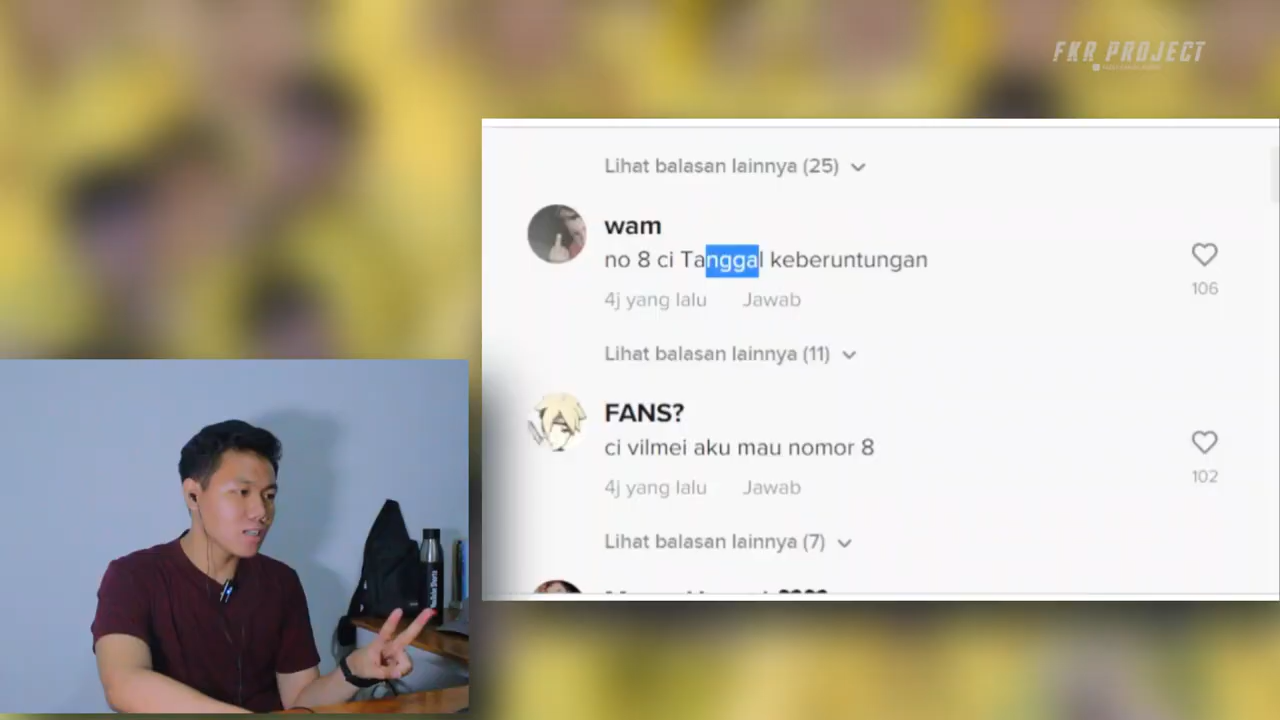 FKR PROJECT
Lihat balasan lainnya (25)
wam
no 8 ci Tanggal keberuntungan
106
4j yang lalu Jawab
Lihat balasan lainnya (11)
FANS?
ci vilmei aku mau nomor 8
102
4j yang lalu Jawab
Lihat balasan lainnya (7)